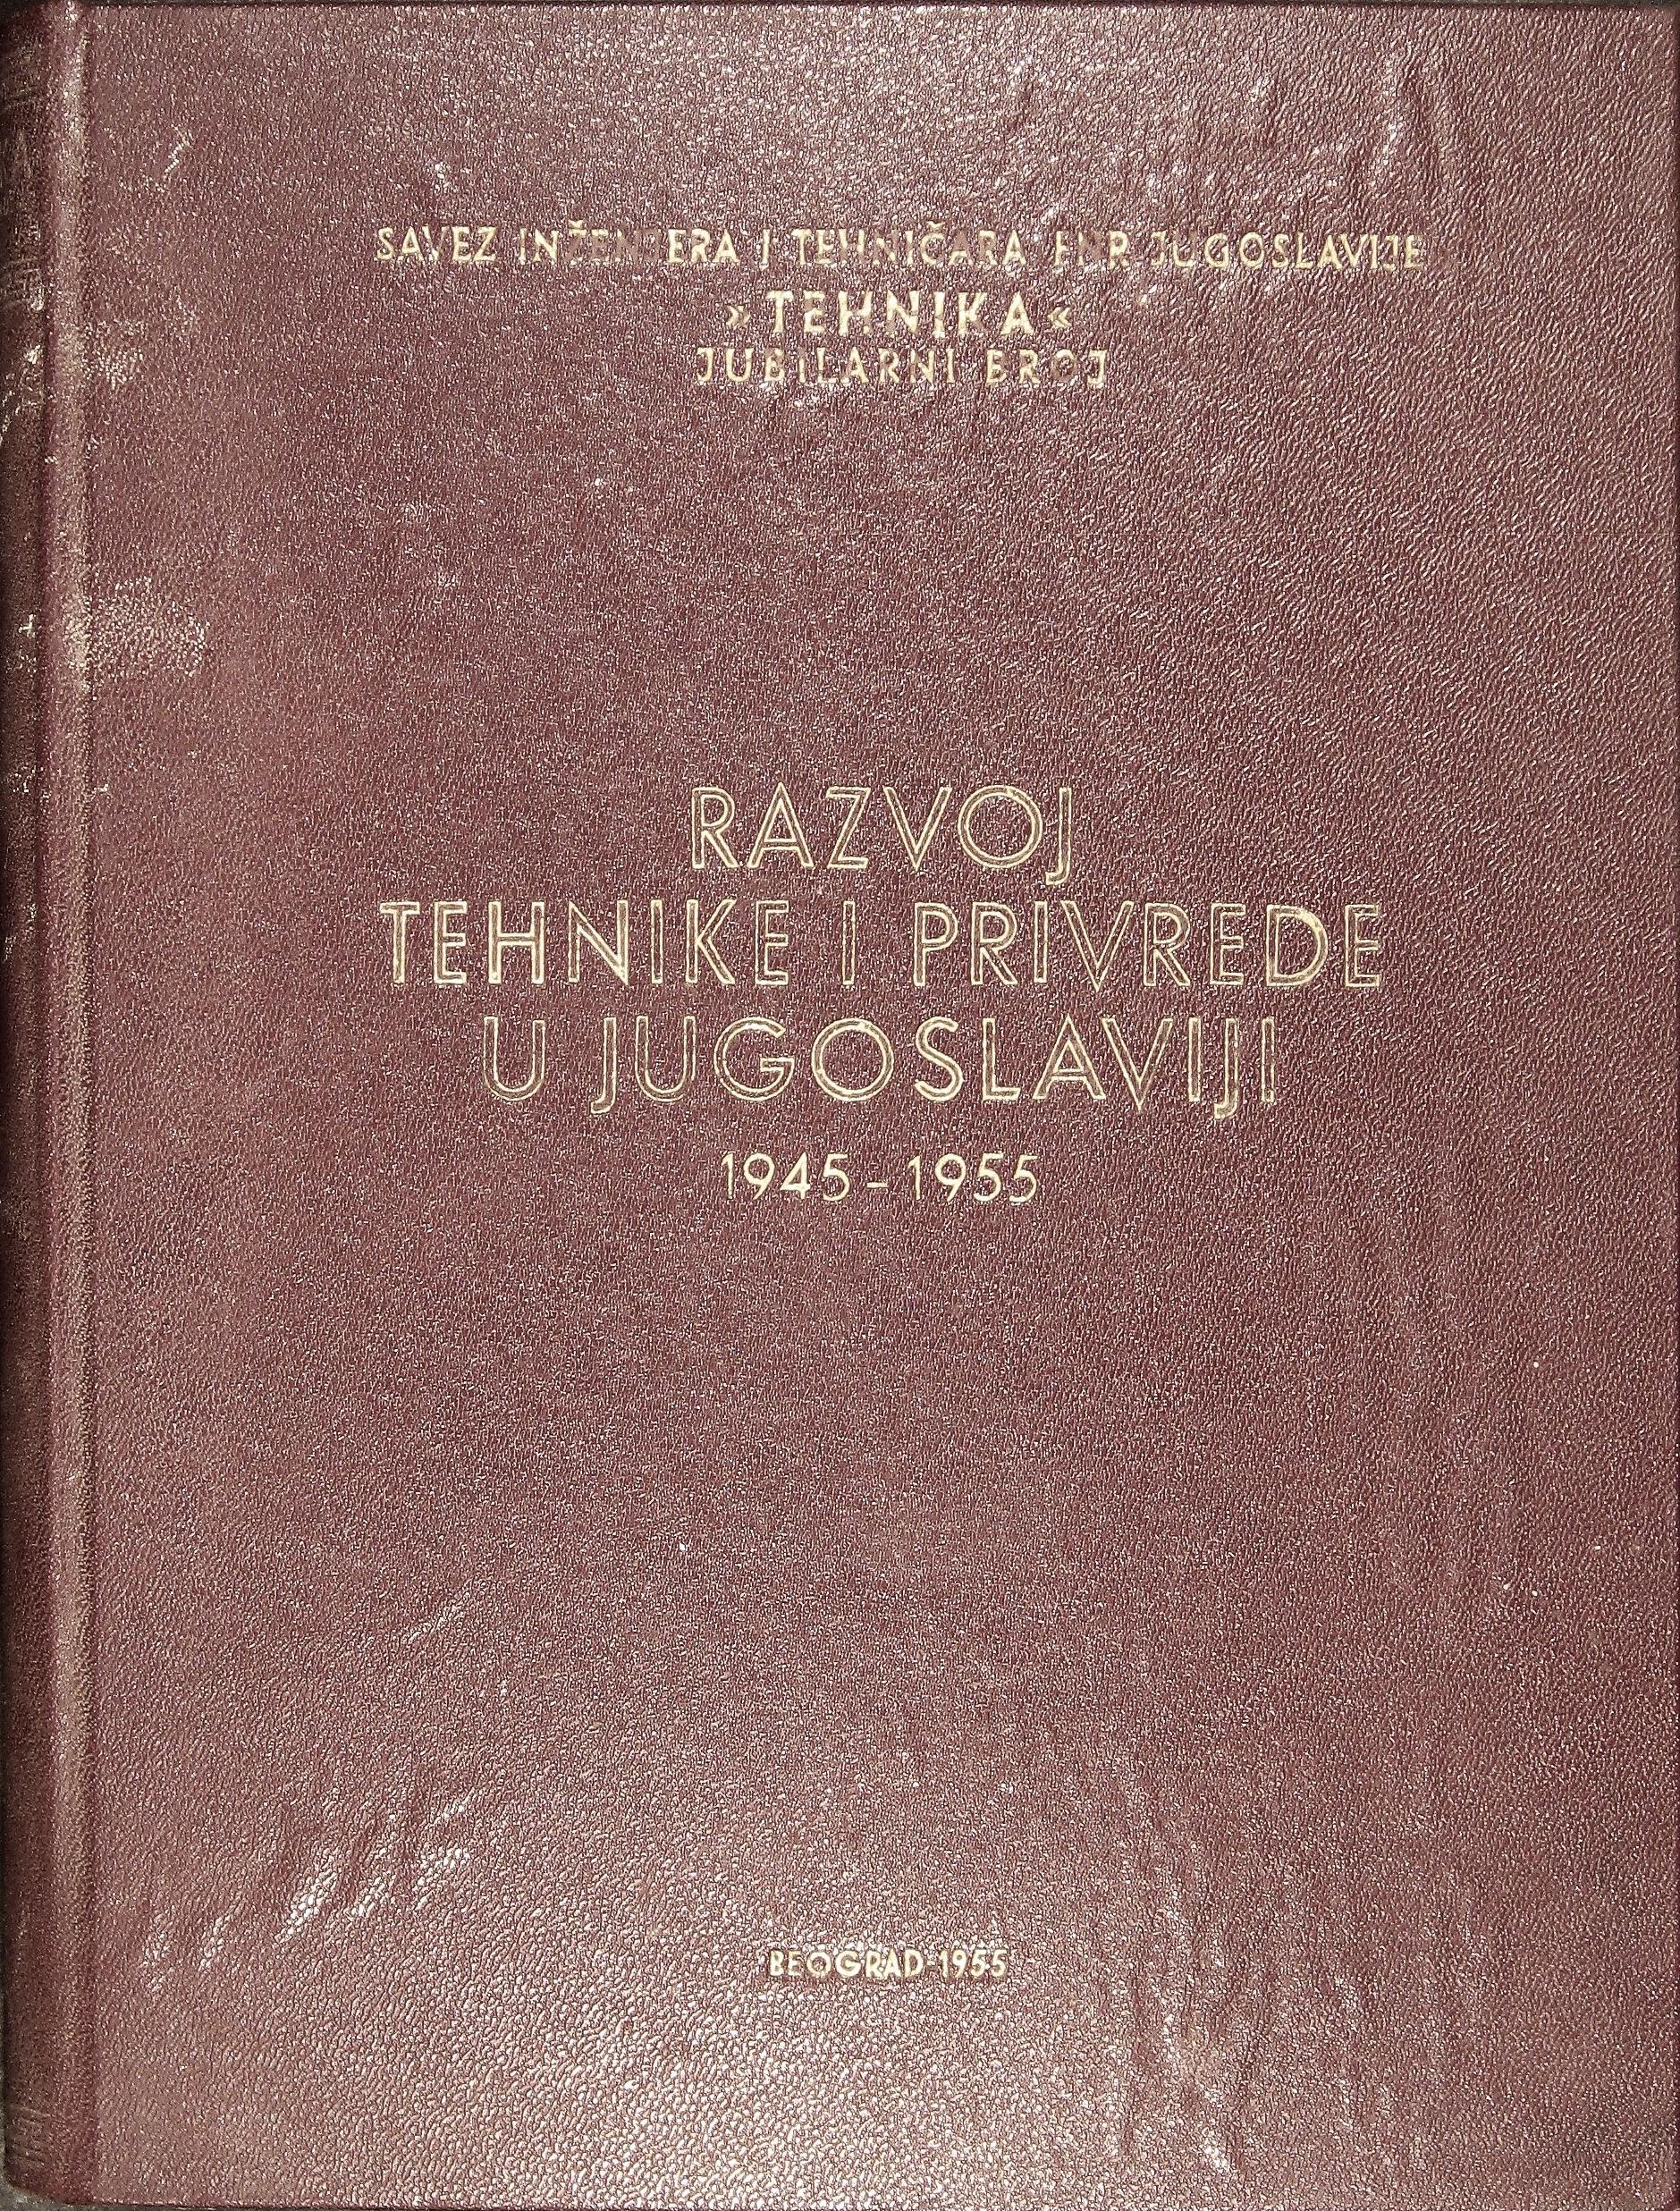 SAVEZ INŽENJERA I TEHNIČARA FNR JUGOSLAVIJE
»TEHNIKA«
JUBILARNI BROJ
RAZVOJ
TEHNIKE I PRIVREDE
U JUGOSLAVIJI
1945-1955
BEOGRAD-1955